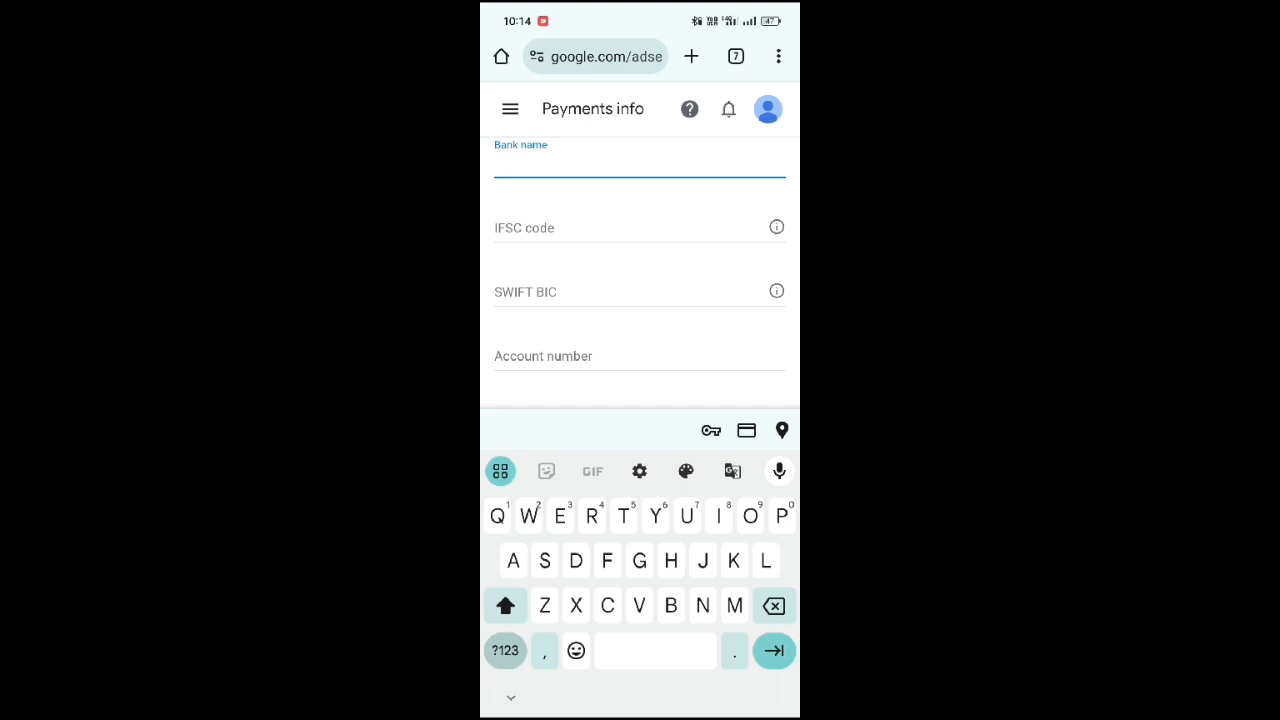 10:14 47
google.com/adse 7
Payments info
Bank name
IFSC code
SWIFT BIC
Account number
GIF
Q1 W2 E3 R4 T5 Y6 U7 I8 O9 P0
A S D F G H J K L
Z X C V B N M
?123 , .